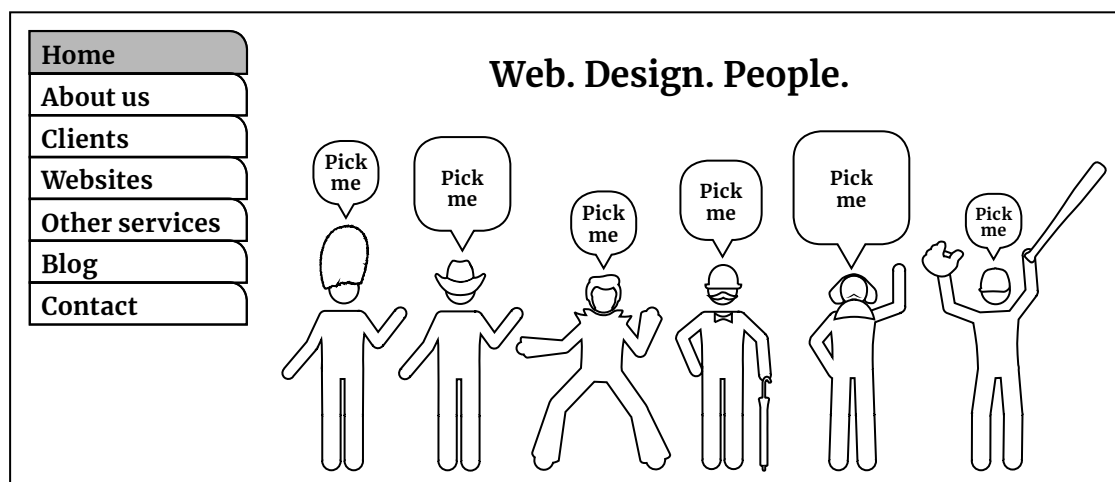 Home
About us
Clients
Websites
Other services
Blog
Contact
Web. Design. People.
Pick
me
Pick
me
Pick
me
Pick
me
Pick
me
Pick
me